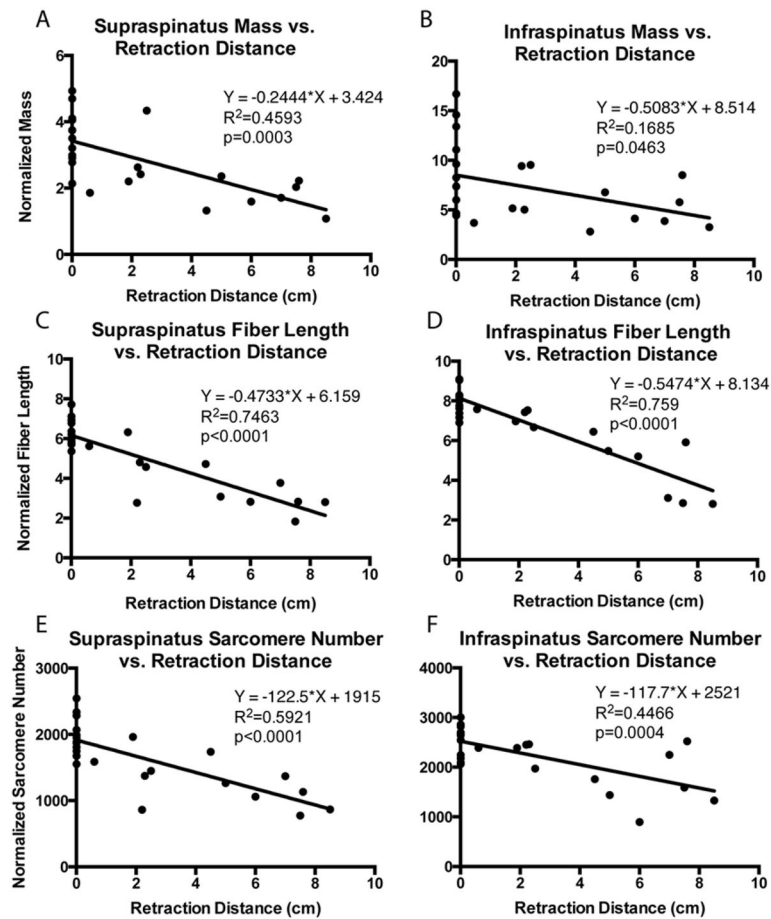 A
Supraspinatus Mass vs.
Retraction Distance
Normalized Mass
6
4
2
0
Y = -0.2444*X + 3.424
R²=0.4593
p=0.0003
0 2 4 6 8 10
Retraction Distance (cm)
B
Infraspinatus Mass vs.
Retraction Distance
20
15
10
5
0
Y = -0.5083*X + 8.514
R²=0.1685
p=0.0463
0 2 4 6 8 10
Retraction Distance (cm)
C
Supraspinatus Fiber Length
vs. Retraction Distance
Normalized Fiber Length
10
8
6
4
2
0
Y = -0.4733*X + 6.159
R²=0.7463
p<0.0001
0 2 4 6 8 10
Retraction Distance (cm)
D
Infraspinatus Fiber Length
vs. Retraction Distance
10
8
6
4
2
0
Y = -0.5474*X + 8.134
R²=0.759
p<0.0001
0 2 4 6 8 10
Retraction Distance (cm)
E
Supraspinatus Sarcomere Number
vs. Retraction Distance
Normalized Sarcomere Number
3000
2000
1000
0
Y = -122.5*X + 1915
R²=0.5921
p<0.0001
0 2 4 6 8 10
Retraction Distance (cm)
F
Infraspinatus Sarcomere Number
vs. Retraction Distance
4000
3000
2000
1000
0
Y = -117.7*X + 2521
R²=0.4466
p=0.0004
0 2 4 6 8 10
Retraction Distance (cm)